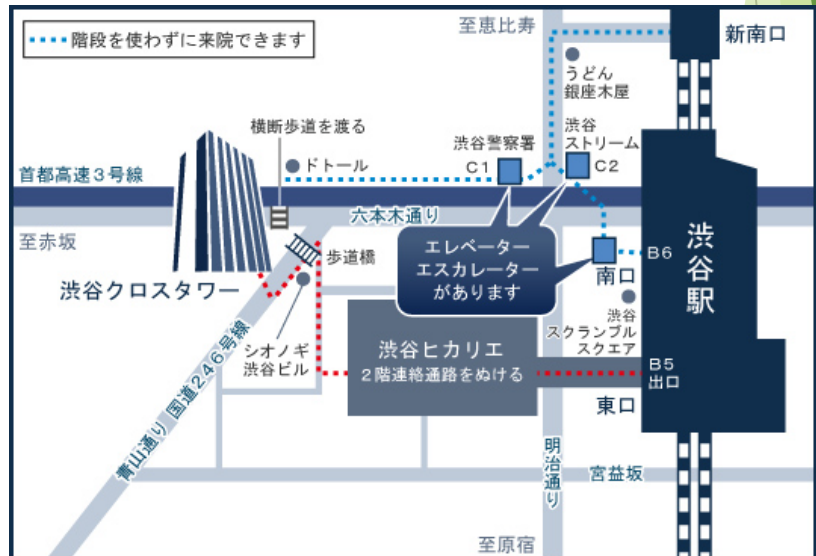 階段を使わずに来院できます
至恵比寿
新南口
うどん
銀座木屋
横断歩道を渡る
渋谷警察署
渋谷
ストリーム
ドトール
C1
C2
首都高速3号線
六本木通り
至赤坂
歩道橋
エレベーター
エスカレーター
があります
B6
南口
渋谷駅
渋谷クロスタワー
渋谷
スクランブル
スクエア
シオノギ
渋谷ビル
渋谷ヒカリエ
2階連絡通路をぬける
B5
出口
東口
青山通り 国道246号線
明治通り
宮益坂
至原宿